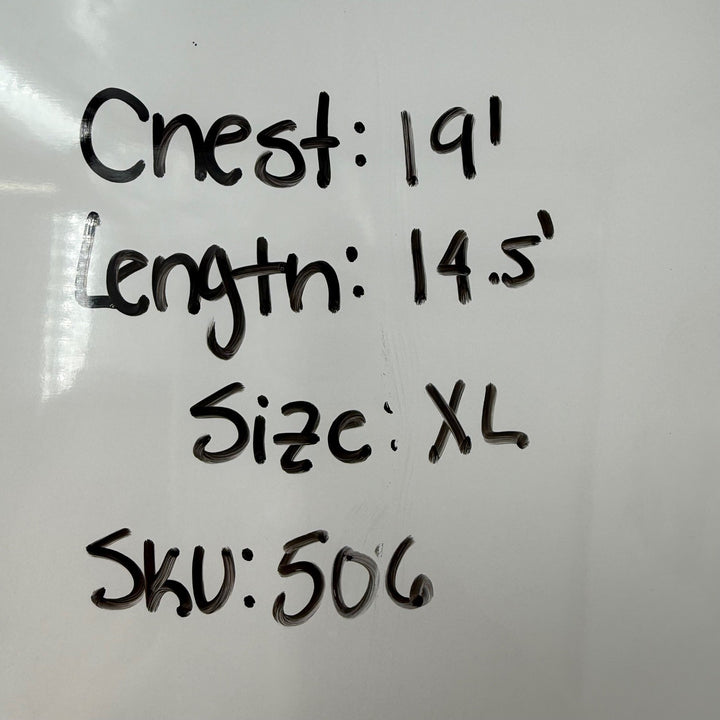 Chest: 19'
Length: 14.5'
Size: XL
SKU: 506